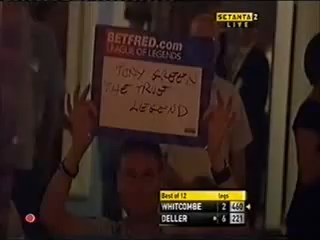 SETANTA 2
LIVE
BETFRED.com
LEAGUE OF LEGENDS
TONY GREEN
THE TRUE
LEGEND
Best of 12 legs
WHITCOMBE 2 460
DELLER 6 221